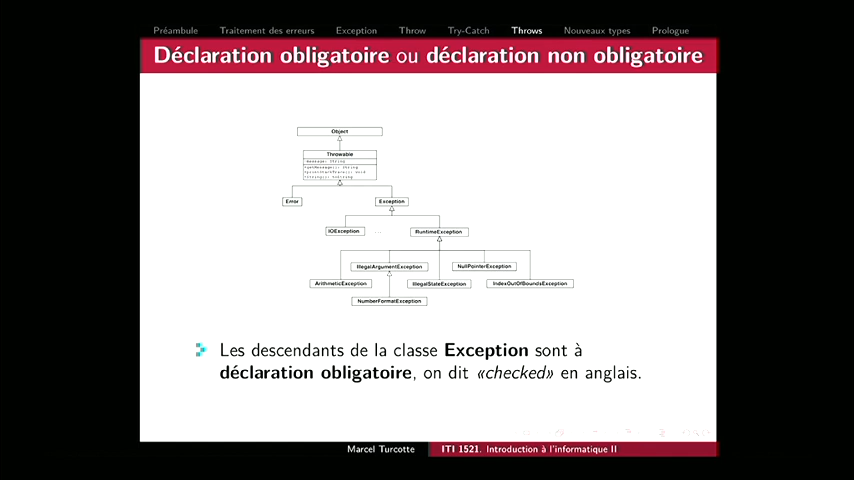 Préambule Traitement des erreurs Exception Throw Try-Catch Throws Nouveaux types Prologue
Déclaration obligatoire ou déclaration non obligatoire
Object
Throwable
-message: String
+getMessage(): String
+printStackTrace(): void
Error
Exception
IOException
...
RuntimeException
IllegalArgumentException
NullPointerException
ArithmeticException
IllegalStateException
IndexOutOfBoundsException
NumberFormatException
Les descendants de la classe Exception sont à
déclaration obligatoire, on dit «checked» en anglais.
Marcel Turcotte
ITI 1521. Introduction à l'informatique II